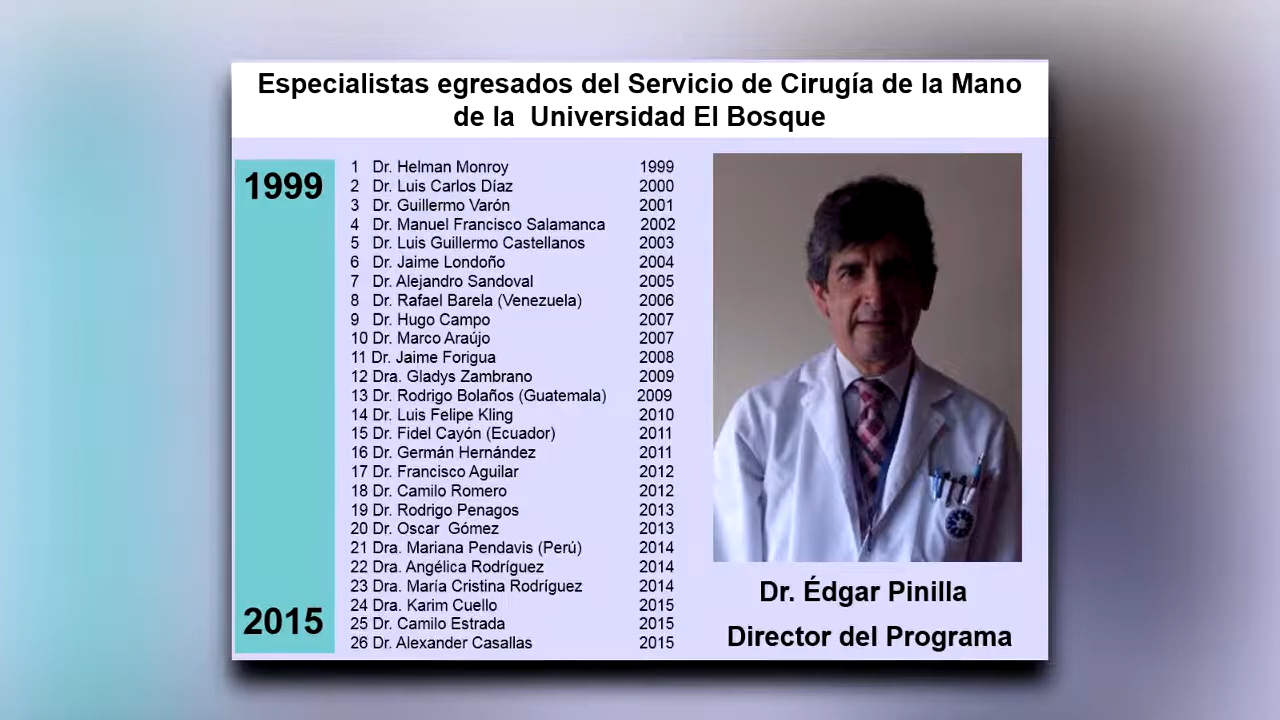 Especialistas egresados del Servicio de Cirugía de la Mano
de la Universidad El Bosque
1999
1 Dr. Helman Monroy 1999
2 Dr. Luis Carlos Díaz 2000
3 Dr. Guillermo Varón 2001
4 Dr. Manuel Francisco Salamanca 2002
5 Dr. Luis Guillermo Castellanos 2003
6 Dr. Jaime Londoño 2004
7 Dr. Alejandro Sandoval 2005
8 Dr. Rafael Barela (Venezuela) 2006
9 Dr. Hugo Campo 2007
10 Dr. Marco Araújo 2007
11 Dr. Jaime Forigua 2008
12 Dra. Gladys Zambrano 2009
13 Dr. Rodrigo Bolaños (Guatemala) 2009
14 Dr. Luis Felipe Kling 2010
15 Dr. Fidel Cayón (Ecuador) 2011
16 Dr. Germán Hernández 2011
17 Dr. Francisco Aguilar 2012
18 Dr. Camilo Romero 2012
19 Dr. Rodrigo Penagos 2013
20 Dr. Oscar Gómez 2013
21 Dra. Mariana Pendavis (Perú) 2014
22 Dra. Angélica Rodríguez 2014
23 Dra. María Cristina Rodríguez 2014
24 Dra. Karim Cuello 2015
25 Dr. Camilo Estrada 2015
26 Dr. Alexander Casallas 2015
2015
Dr. Édgar Pinilla
Director del Programa